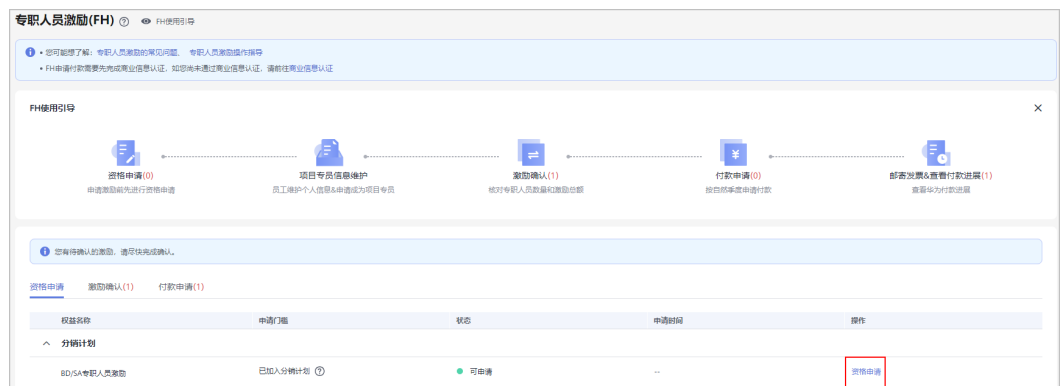 专职人员激励(FH) FH使用引导
• 您可能想了解：专职人员激励的常见问题、 专职人员激励操作指导
• FH申请付款需要先完成商业信息认证，如您尚未通过商业信息认证，请前往商业信息认证
FH使用引导
资格申请(0) 项目专员信息维护 激励确认(1) 付款申请(0) 邮寄发票&查看付款进展(1)
申请激励前先进行资格申请 员工维护个人信息&申请成为项目专员 核对专职人员数量和激励总额 按自然季度申请付款 查看华为付款进展
您有待确认的激励，请尽快完成确认。
资格申请 激励确认(1) 付款申请(1)
权益名称 申请门槛 状态 申请时间 操作
分销计划
BD/SA专职人员激励 已加入分销计划 可申请 -- 资格申请